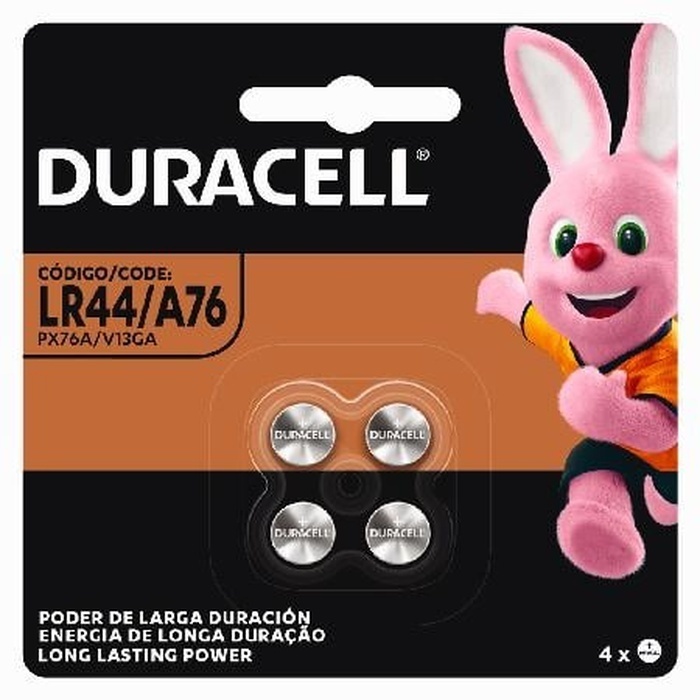 DURACELL®
CÓDIGO/CODE:
LR44/A76
PX76A/V13GA
DURACELL DURACELL
DURACELL DURACELL
PODER DE LARGA DURACIÓN
ENERGIA DE LONGA DURAÇÃO
LONG LASTING POWER
4 x